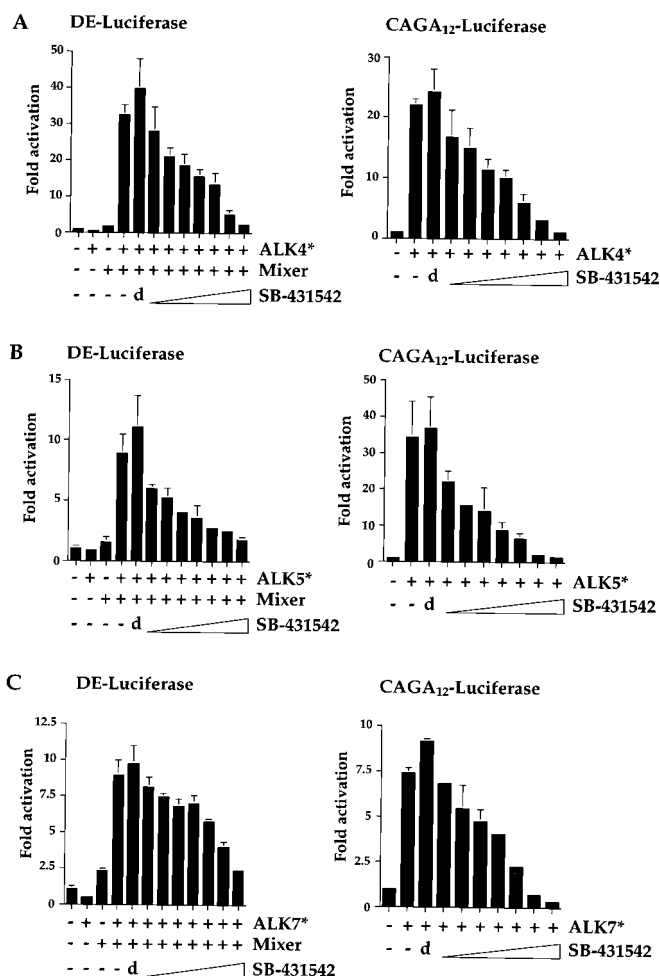 A
DE-Luciferase
Fold activation
50
40
30
20
10
0
- + - + + + + + + + + + ALK4*
- - + + + + + + + + + + Mixer
- - - - d SB-431542
CAGA₁₂-Luciferase
Fold activation
30
20
10
0
- + + + + + + + + + ALK4*
- - d SB-431542
B
DE-Luciferase
Fold activation
15
10
5
0
- + - + + + + + + + + + ALK5*
- - + + + + + + + + + + Mixer
- - - - d SB-431542
CAGA₁₂-Luciferase
Fold activation
50
40
30
20
10
0
- + + + + + + + + + ALK5*
- - d SB-431542
C
DE-Luciferase
Fold activation
12.5
10
7.5
5
2.5
0
- + - + + + + + + + + + ALK7*
- - + + + + + + + + + + Mixer
- - - - d SB-431542
CAGA₁₂-Luciferase
Fold activation
10
7.5
5
2.5
0
- + + + + + + + + + ALK7*
- - d SB-431542